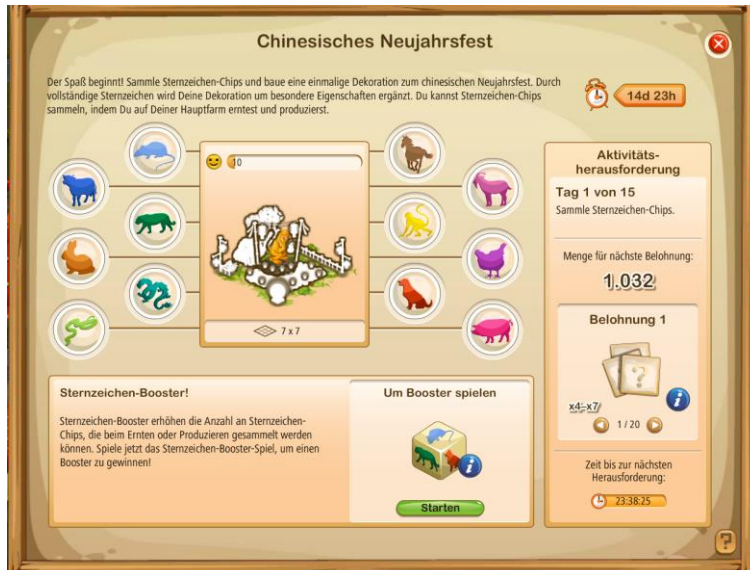 Chinesisches Neujahrsfest
Der Spaß beginnt! Sammle Sternzeichen-Chips und baue eine einmalige Dekoration zum chinesischen Neujahrsfest. Durch
vollständige Sternzeichen wird Deine Dekoration um besondere Eigenschaften ergänzt. Du kannst Sternzeichen-Chips
sammeln, indem Du auf Deiner Hauptfarm erntest und produzierst.
14d 23h
10
7 x 7
Aktivitäts-
herausforderung
Tag 1 von 15
Sammle Sternzeichen-Chips.
Menge für nächste Belohnung:
1.032
Belohnung 1
?
x4-x7
i
1 / 20
Zeit bis zur nächsten
Herausforderung:
23:38:25
Sternzeichen-Booster!
Sternzeichen-Booster erhöhen die Anzahl an Sternzeichen-
Chips, die beim Ernten oder Produzieren gesammelt werden
können. Spiele jetzt das Sternzeichen-Booster-Spiel, um einen
Booster zu gewinnen!
Um Booster spielen
i
Starten
?